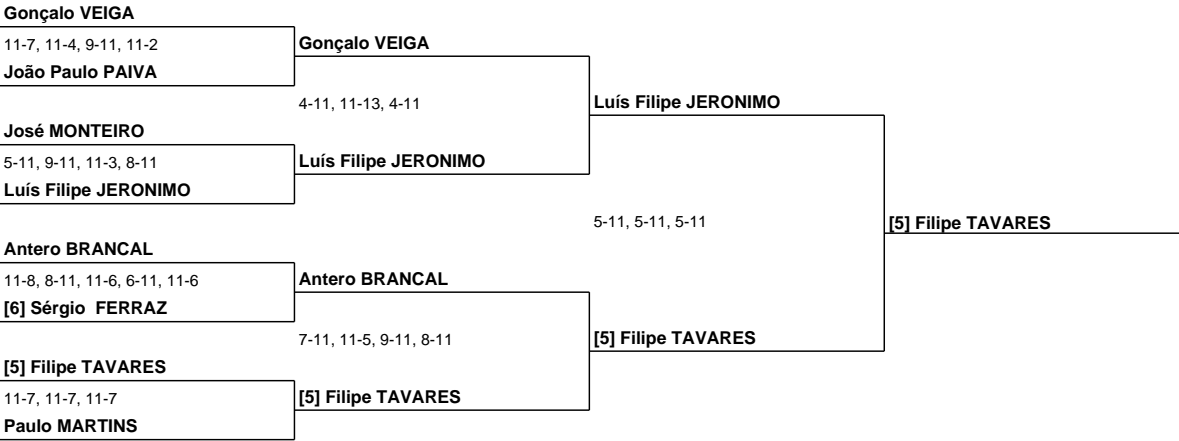 Gonçalo VEIGA
11-7, 11-4, 9-11, 11-2
Gonçalo VEIGA
João Paulo PAIVA
4-11, 11-13, 4-11
Luís Filipe JERONIMO
José MONTEIRO
5-11, 9-11, 11-3, 8-11
Luís Filipe JERONIMO
Luís Filipe JERONIMO
5-11, 5-11, 5-11
[5] Filipe TAVARES
Antero BRANCAL
11-8, 8-11, 11-6, 6-11, 11-6
Antero BRANCAL
[6] Sérgio  FERRAZ
7-11, 11-5, 9-11, 8-11
[5] Filipe TAVARES
[5] Filipe TAVARES
11-7, 11-7, 11-7
[5] Filipe TAVARES
Paulo MARTINS